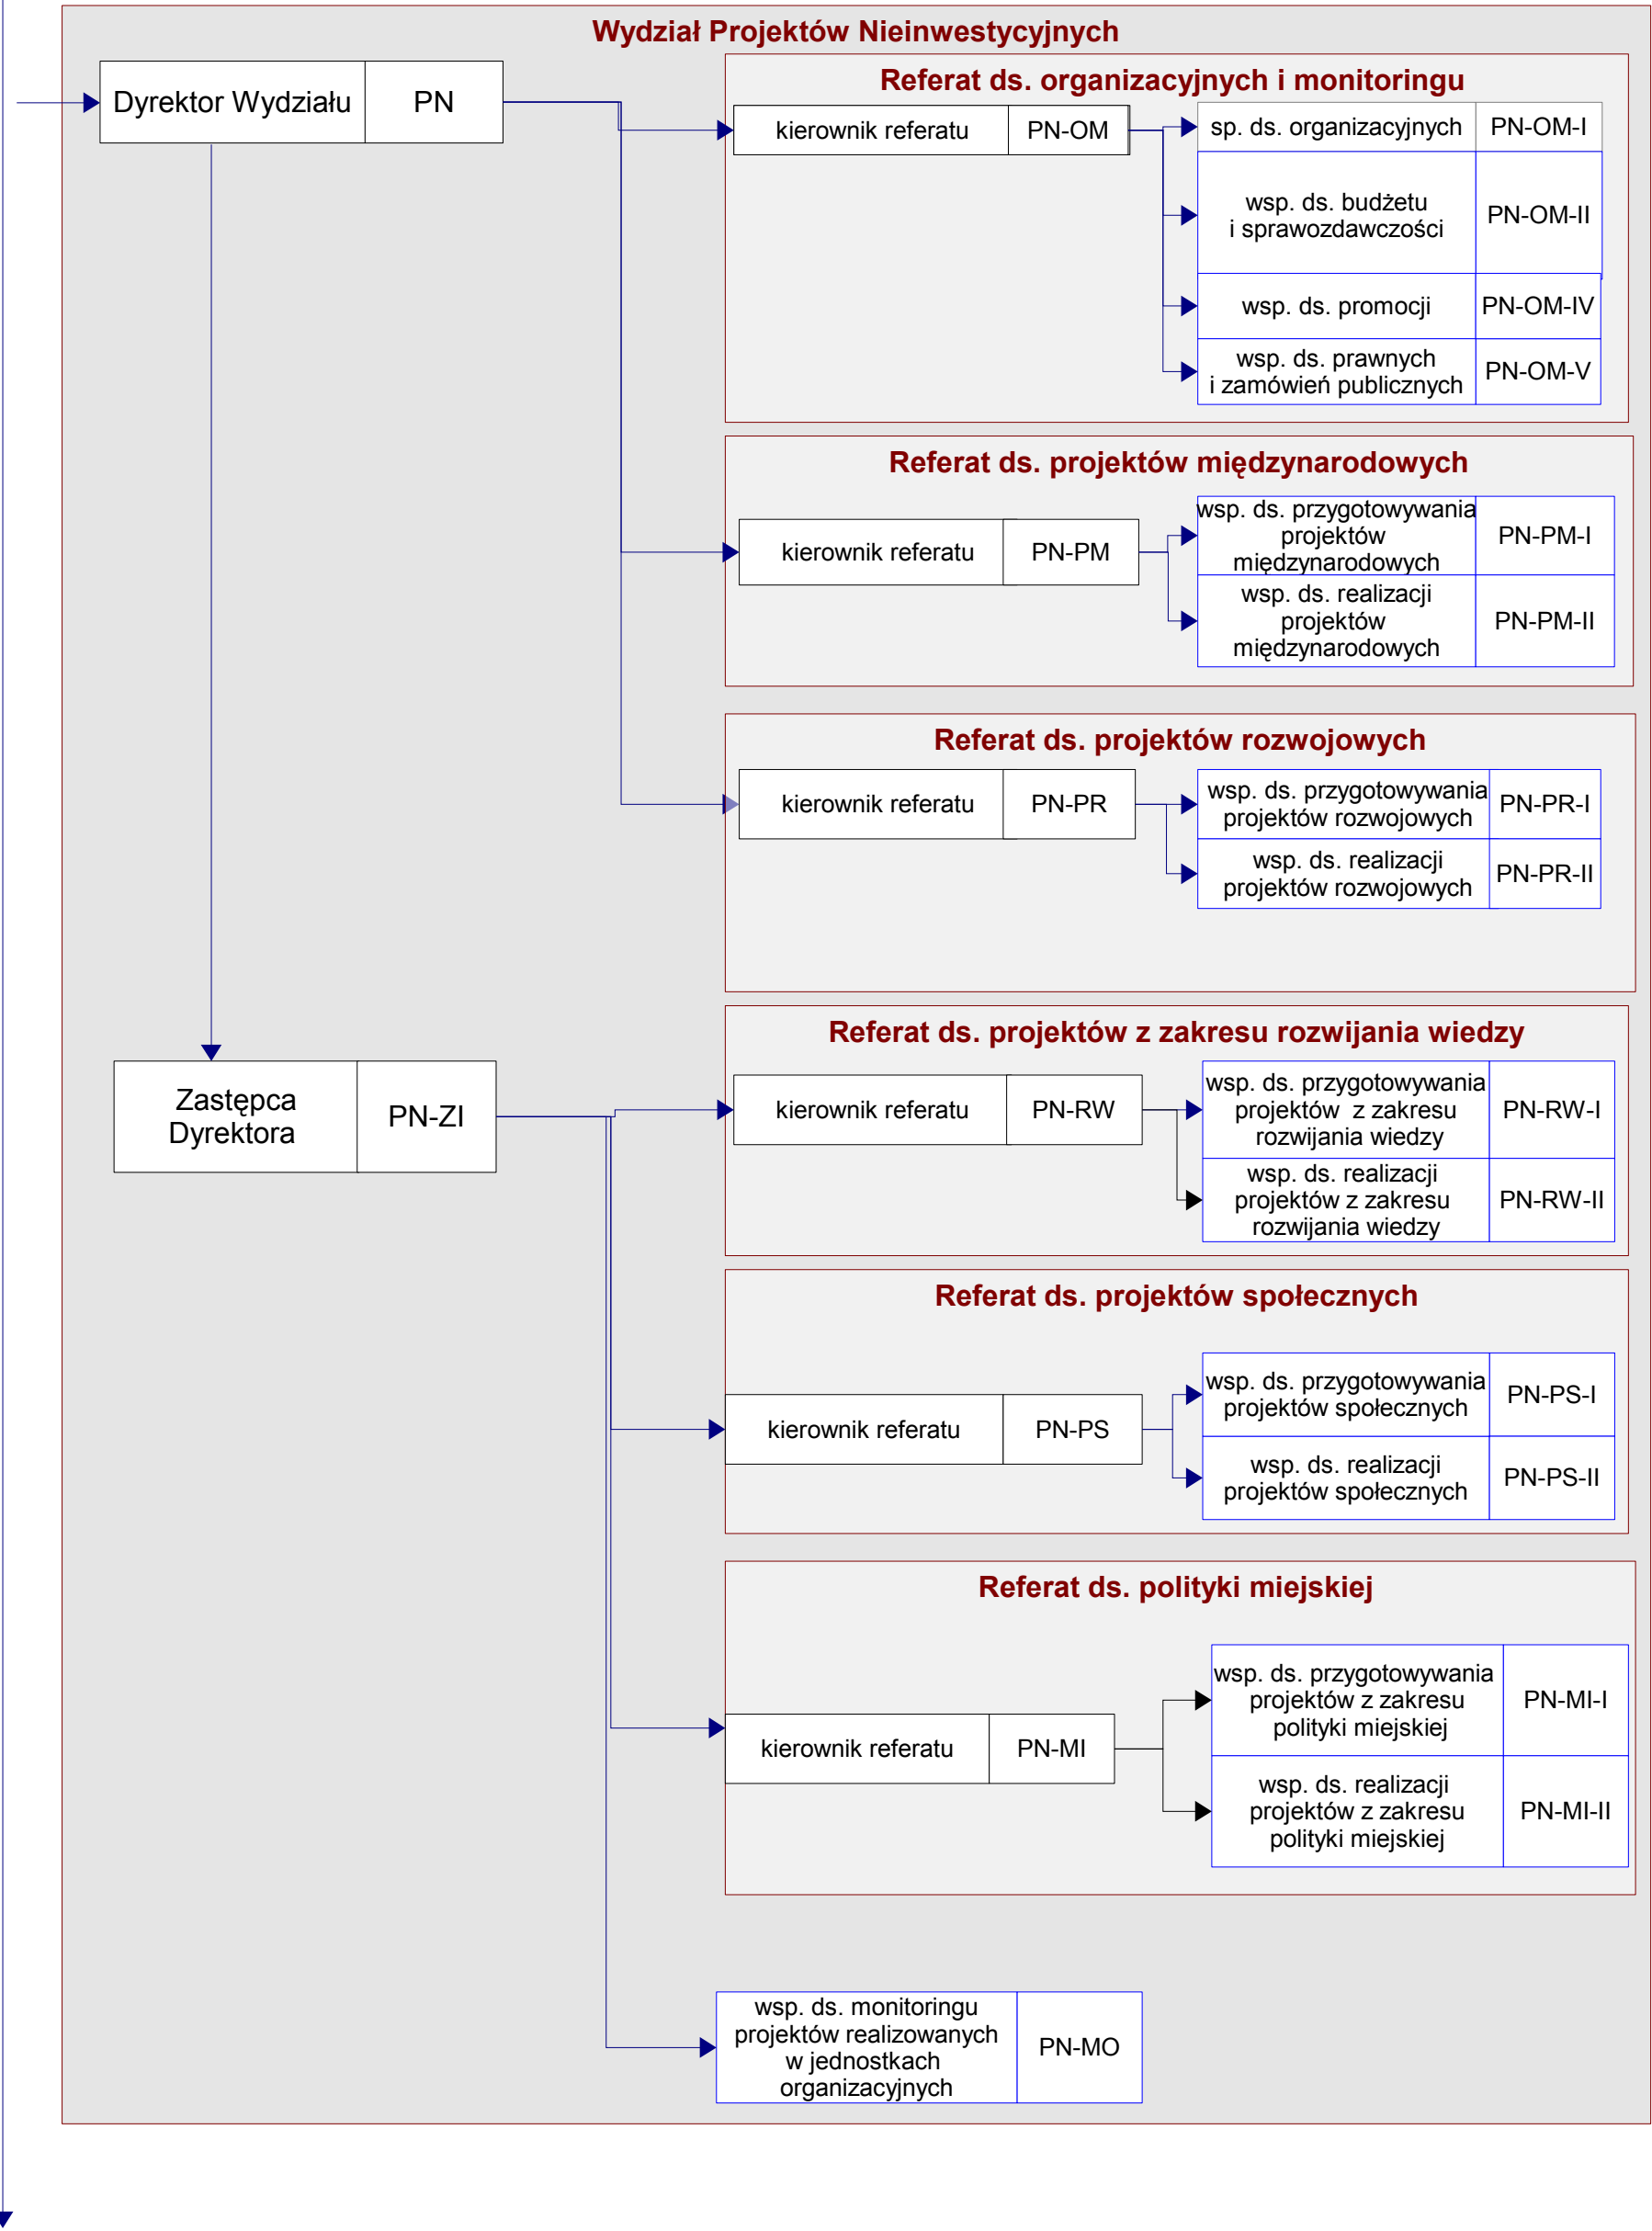 Wydział Projektów Nieinwestycyjnych
Dyrektor Wydziału PN
Referat ds. organizacyjnych i monitoringu
kierownik referatu PN-OM
sp. ds. organizacyjnych PN-OM-I
wsp. ds. budżetu
i sprawozdawczości
PN-OM-II
wsp. ds. promocji PN-OM-IV
wsp. ds. prawnych
i zamówień publicznych
PN-OM-V
Referat ds. projektów międzynarodowych
kierownik referatu PN-PM
wsp. ds. przygotowywania
projektów
międzynarodowych
PN-PM-I
wsp. ds. realizacji
projektów
międzynarodowych
PN-PM-II
Referat ds. projektów rozwojowych
kierownik referatu PN-PR
wsp. ds. przygotowywania
projektów rozwojowych
PN-PR-I
wsp. ds. realizacji
projektów rozwojowych
PN-PR-II
Zastępca
Dyrektora
PN-ZI
Referat ds. projektów z zakresu rozwijania wiedzy
kierownik referatu PN-RW
wsp. ds. przygotowywania
projektów z zakresu
rozwijania wiedzy
PN-RW-I
wsp. ds. realizacji
projektów z zakresu
rozwijania wiedzy
PN-RW-II
Referat ds. projektów społecznych
kierownik referatu PN-PS
wsp. ds. przygotowywania
projektów społecznych
PN-PS-I
wsp. ds. realizacji
projektów społecznych
PN-PS-II
Referat ds. polityki miejskiej
kierownik referatu PN-MI
wsp. ds. przygotowywania
projektów z zakresu
polityki miejskiej
PN-MI-I
wsp. ds. realizacji
projektów z zakresu
polityki miejskiej
PN-MI-II
wsp. ds. monitoringu
projektów realizowanych
w jednostkach
organizacyjnych
PN-MO